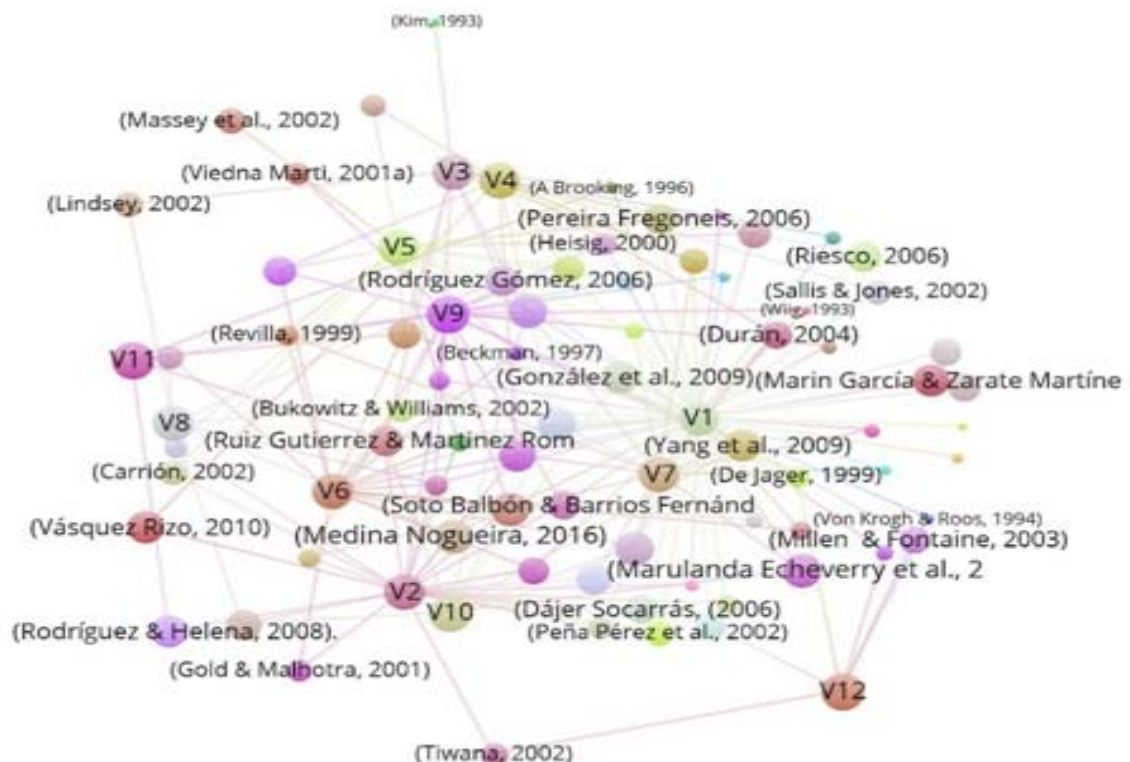 (Kim, 1993)
(Massey et al., 2002)
(Viedna Marti, 2001a)
V3
V4
(A Brooking, 1996)
(Lindsey, 2002)
(Pereira Fregoneis, 2006)
V5
(Heisig, 2000)
(Riesco, 2006)
(Rodríguez Gómez, 2006)
(Sallis & Jones, 2002)
V9
(Wiig, 1993)
(Revilla, 1999)
(Durán, 2004)
V11
(Beckman, 1997)
(González et al., 2009)
(Marin García & Zarate Martíne
V8
(Bukowitz & Williams, 2002)
V1
(Ruiz Gutierrez & Martinez Rom
(Yang et al., 2009)
(Carrión, 2002)
V7
(De Jager, 1999)
V6
(Soto Balbón & Barrios Fernánd
(Vásquez Rizo, 2010)
(Von Krogh & Roos, 1994)
(Medina Nogueira, 2016)
(Millen & Fontaine, 2003)
(Marulanda Echeverry et al., 2
V2
V10
(Dájer Socarrás, (2006)
(Rodríguez & Helena, 2008).
(Peña Pérez et al., 2002)
(Gold & Malhotra, 2001)
V12
(Tiwana, 2002)